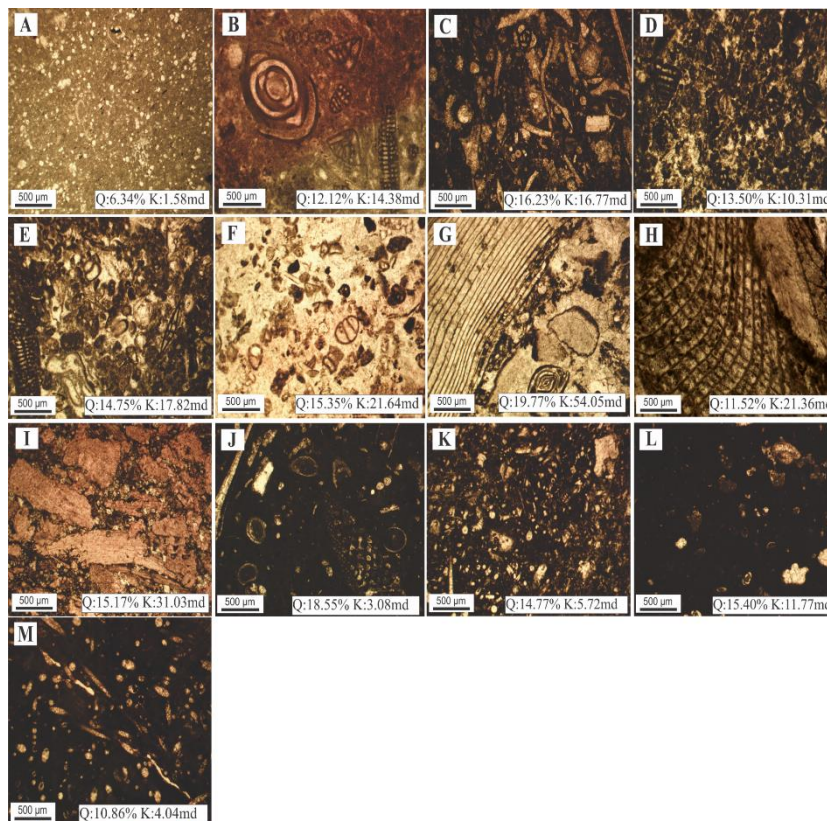 A
500 µm
Q:6.34% K:1.58md
B
500 µm
Q:12.12% K:14.38md
C
500 µm
Q:16.23% K:16.77md
D
500 µm
Q:13.50% K:10.31md
E
500 µm
Q:14.75% K:17.82md
F
500 µm
Q:15.35% K:21.64md
G
500 µm
Q:19.77% K:54.05md
H
500 µm
Q:11.52% K:21.36md
I
500 µm
Q:15.17% K:31.03md
J
500 µm
Q:18.55% K:3.08md
K
500 µm
Q:14.77% K:5.72md
L
500 µm
Q:15.40% K:11.77md
M
500 µm
Q:10.86% K:4.04md